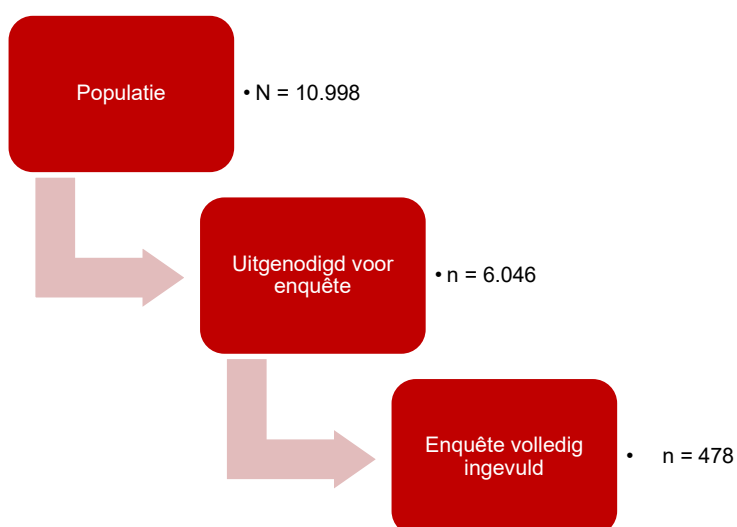 Populatie
• N = 10.998
Uitgenodigd voor
enquête
• n = 6.046
Enquête volledig
ingevuld
• n = 478